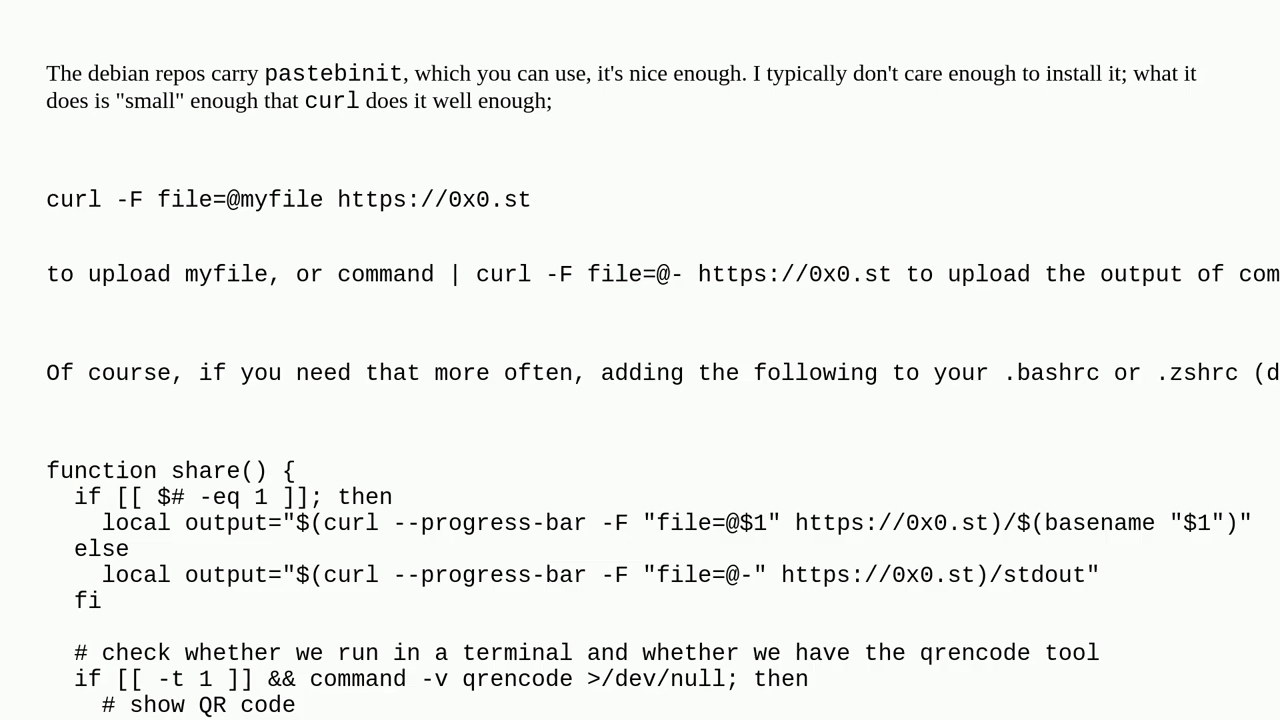 The debian repos carry pastebinit, which you can use, it's nice enough. I typically don't care enough to install it; what it
does is "small" enough that curl does it well enough;
curl -F file=@myfile https://0x0.st
to upload myfile, or command | curl -F file=@- https://0x0.st to upload the output of com
Of course, if you need that more often, adding the following to your .bashrc or .zshrc (d
function share() {
  if [[ $# -eq 1 ]]; then
    local output="$(curl --progress-bar -F "file=@$1" https://0x0.st)/$(basename "$1")"
  else
    local output="$(curl --progress-bar -F "file=@-" https://0x0.st)/stdout"
  fi
  # check whether we run in a terminal and whether we have the qrencode tool
  if [[ -t 1 ]] && command -v qrencode >/dev/null; then
    # show QR code